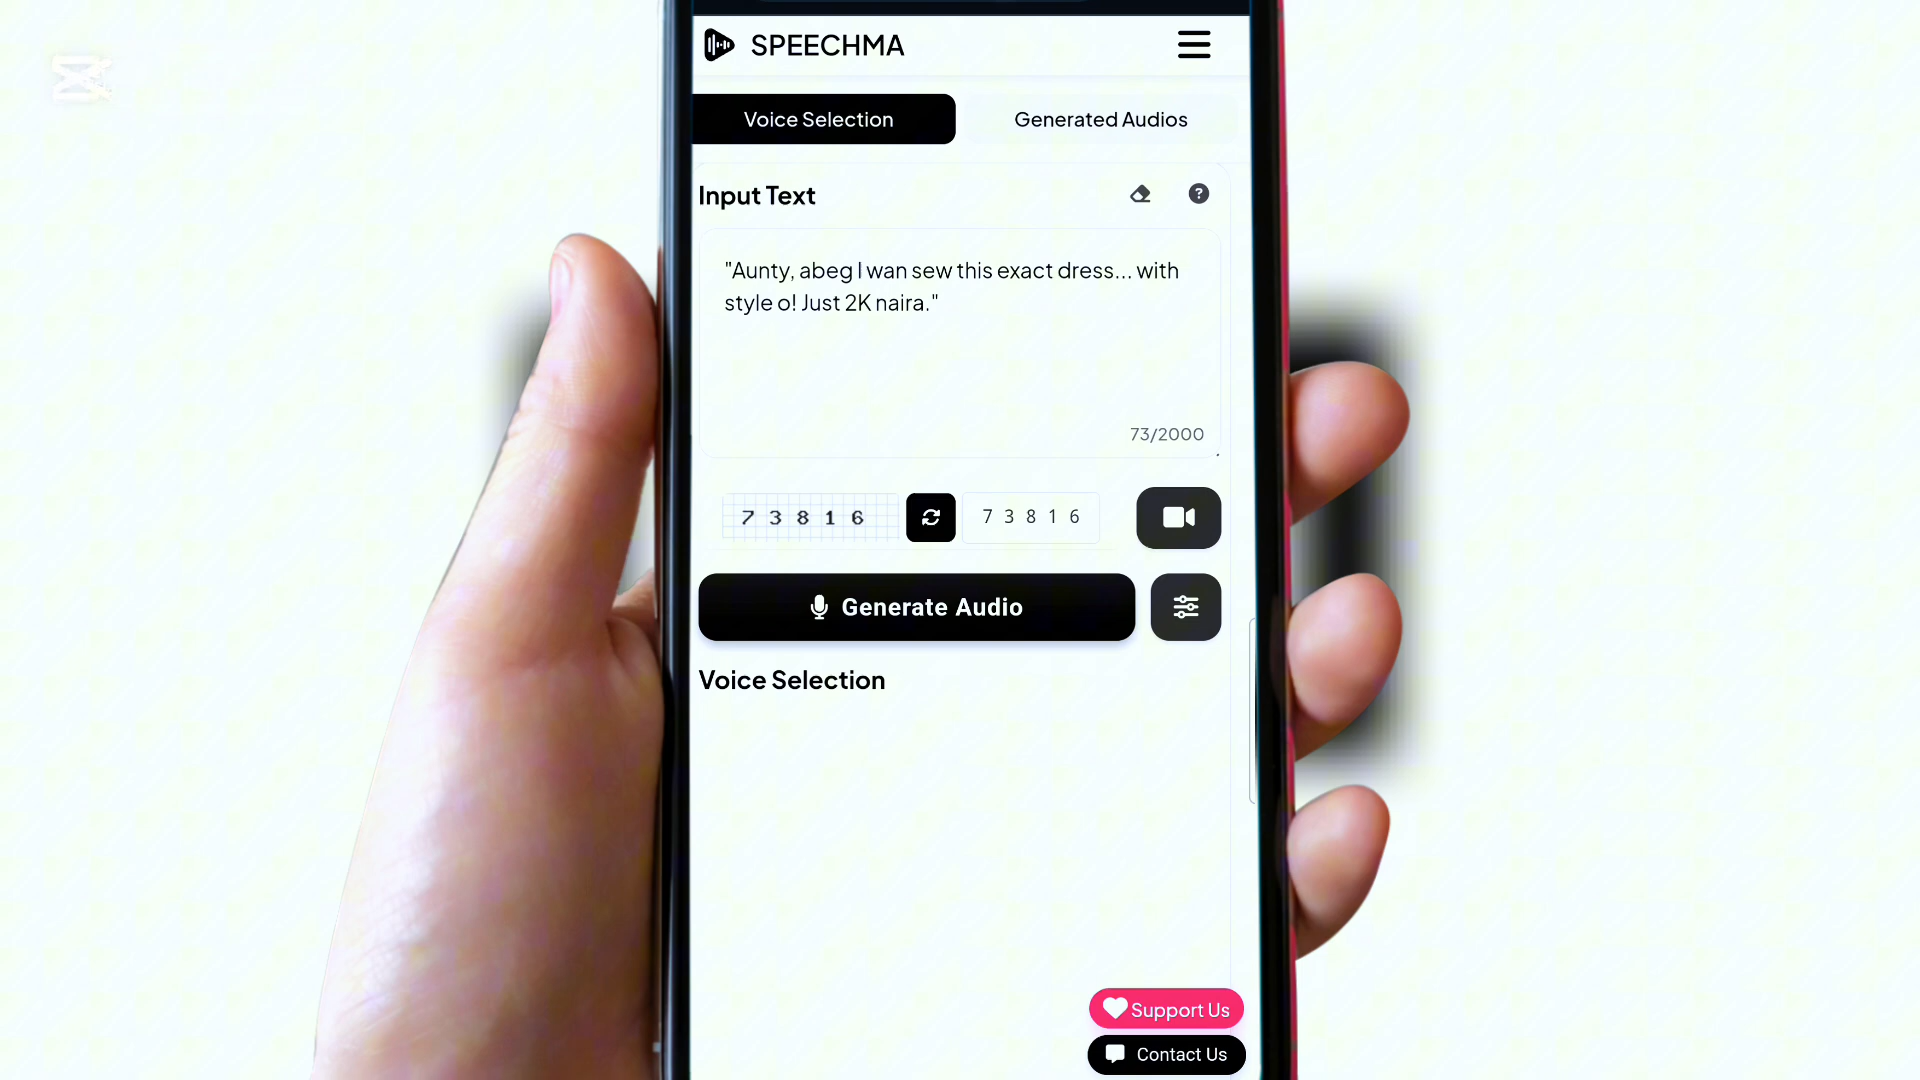 SPEECHMA
Voice Selection
Generated Audios
Input Text
"Aunty, abeg I wan sew this exact dress... with
style o! Just 2K naira."
73/2000
7 3 8 1 6
7 3 8 1 6
Generate Audio
Voice Selection
Support Us
Contact Us